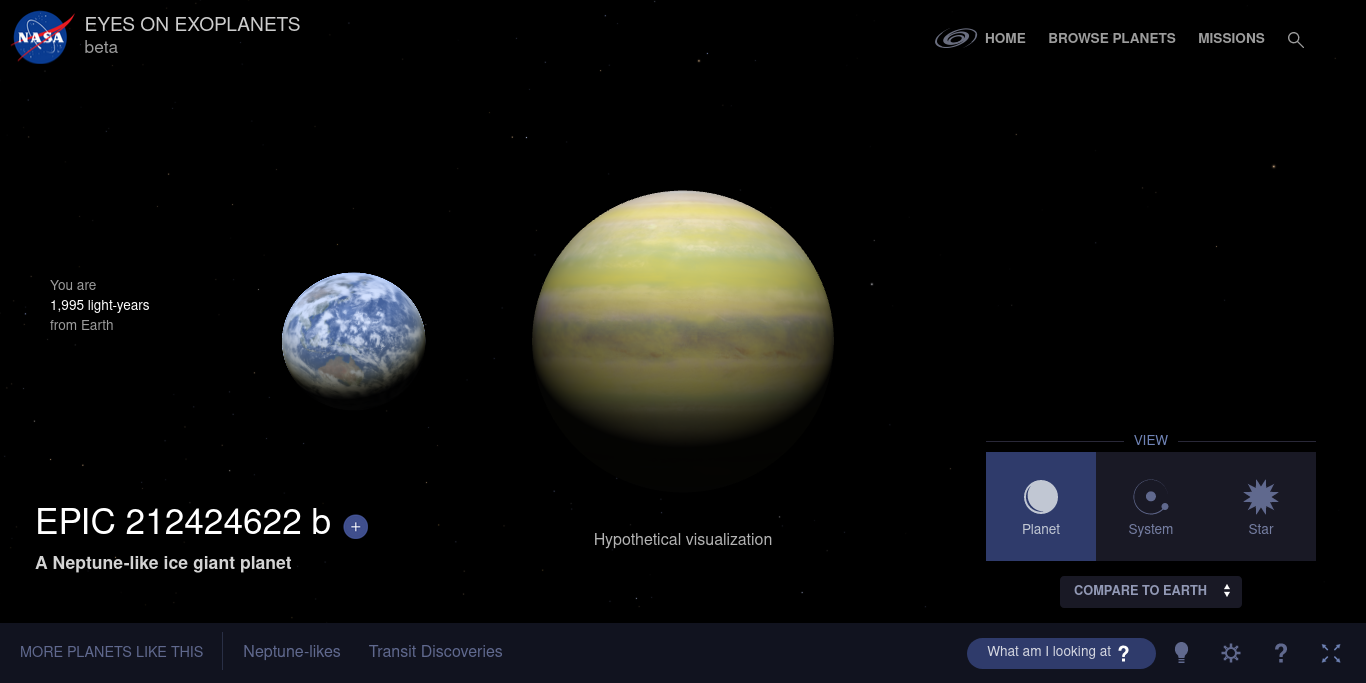 NASA
EYES ON EXOPLANETS
beta
HOME
BROWSE PLANETS
MISSIONS
You are
1,995 light-years
from Earth
EPIC 212424622 b
+
A Neptune-like ice giant planet
Hypothetical visualization
VIEW
Planet
System
Star
COMPARE TO EARTH
MORE PLANETS LIKE THIS
Neptune-likes
Transit Discoveries
What am I looking at ?
?